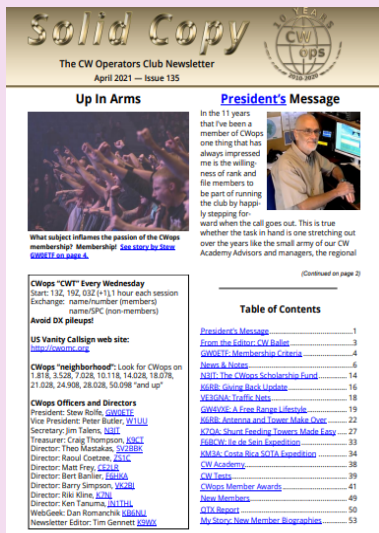 Solid Copy
10 YEARS
CW
ops
2010-2020
The CW Operators Club Newsletter
April 2021 — Issue 135
Up In Arms
What subject inflames the passion of the CWops
membership? Membership! See story by Stew
GW0ETF on page 4.
CWops "CWT" Every Wednesday
Start: 13Z, 19Z, 03Z (+1),1 hour each session
Exchange: name/number (members)
name/SPC (non-members)
Avoid DX pileups!
US Vanity Callsign web site:
http://cwomc.org
CWops "neighborhood": Look for CWops on
1.818, 3.528, 7.028, 10.118, 14.028, 18.078,
21.028, 24.908, 28.028, 50.098 "and up"
CWops Officers and Directors
President: Stew Rolfe, GW0ETF
Vice President: Peter Butler, W1UU
Secretary: Jim Talens, N3JT
Treasurer: Craig Thompson, K9CT
Director: Theo Mastakas, SV2BBK
Director: Raoul Coetzee, ZS1C
Director: Matt Frey, CE2LR
Director: Bert Banlier, F6HKA
Director: Barry Simpson, VK2BJ
Director: Riki Kline, K7NJ
Director: Ken Tanuma, JN1THL
WebGeek: Dan Romanchik KB6NU
Newsletter Editor: Tim Gennett K9WX
President's Message
In the 11 years
that I've been a
member of CWops
one thing that has
always impressed
me is the willing-
ness of rank and
file members to
be part of running
the club by happi-
ly stepping for-
ward when the call goes out. This is true
whether the task in hand is one stretching out
over the years like the small army of our CW
Academy Advisors and managers, the regional
(Continued on page 2)
Table of Contents
President's Message 1
From the Editor: CW Ballet 3
GW0ETF: Membership Criteria 4
News & Notes 6
N3JT: The CWops Scholarship Fund 14
K6RB: Giving Back Update 16
VE3GNA: Traffic Nets 18
GW4VXE: A Free Range Lifestyle 19
K6RB: Antenna and Tower Make Over 22
K7QA: Shunt Feeding Towers Made Easy 27
F6BCW: Ile de Sein Expedition 33
KM3A: Costa Rica SOTA Expedition 34
CW Academy 38
CW Tests 39
CWops Member Awards 41
New Members 49
QTX Report 50
My Story: New Member Biographies 53